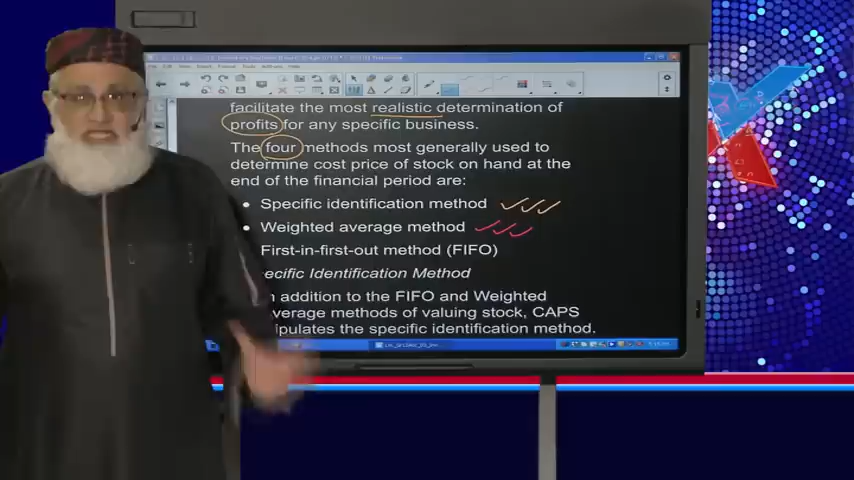 facilitate the most realistic determination of
profits for any specific business.
The four methods most generally used to
determine cost price of stock on hand at the
end of the financial period are:
• Specific identification method
• Weighted average method
First-in-first-out method (FIFO)
ecific Identification Method
n addition to the FIFO and Weighted
verage methods of valuing stock, CAPS
ipulates the specific identification method.